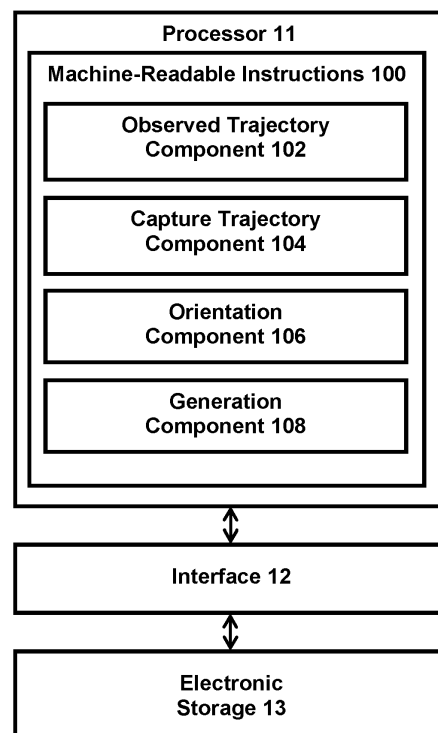 Processor 11
Machine-Readable Instructions 100
Observed Trajectory
Component 102
Capture Trajectory
Component 104
Orientation
Component 106
Generation
Component 108
Interface 12
Electronic
Storage 13